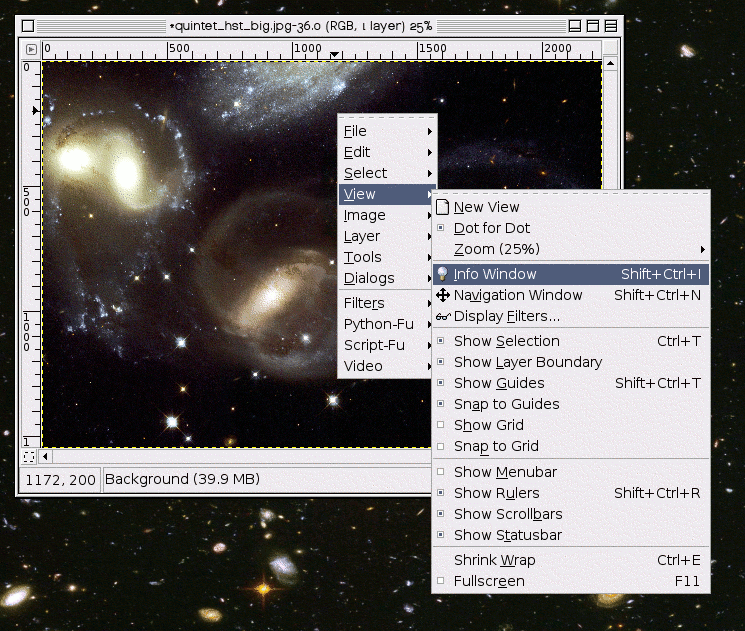 *quintet_hst_big.jpg-36.0 (RGB, 1 layer) 25%
0 500 1000 1500 2000
0
500
1000
1
File
Edit
Select
View
Image
Layer
Tools
Dialogs
Filters
Python-Fu
Script-Fu
Video
New View
Dot for Dot
Zoom (25%)
Info Window Shift+Ctrl+I
Navigation Window Shift+Ctrl+N
Display Filters...
Show Selection Ctrl+T
Show Layer Boundary
Show Guides Shift+Ctrl+T
Snap to Guides
Show Grid
Snap to Grid
Show Menubar
Show Rulers Shift+Ctrl+R
Show Scrollbars
Show Statusbar
Shrink Wrap Ctrl+E
Fullscreen F11
1172, 200 Background (39.9 MB)